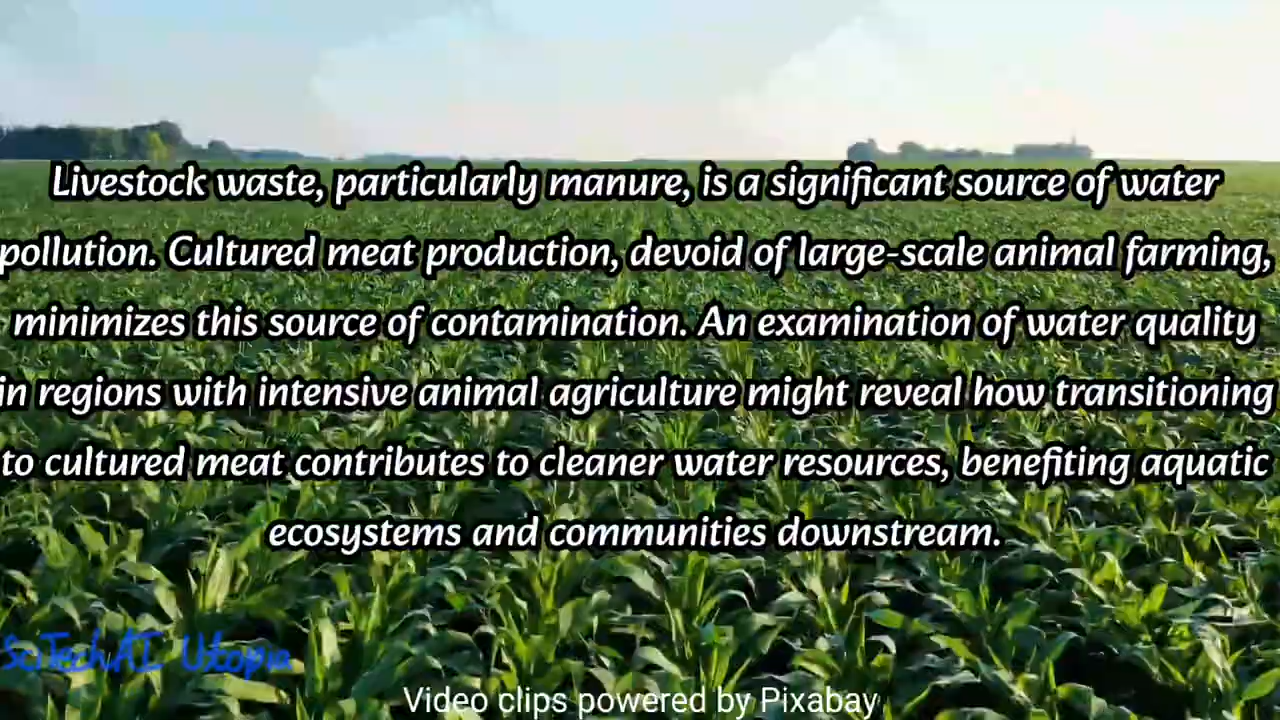 Livestock waste, particularly manure, is a significant source of water
pollution. Cultured meat production, devoid of large-scale animal farming,
minimizes this source of contamination. An examination of water quality
in regions with intensive animal agriculture might reveal how transitioning
to cultured meat contributes to cleaner water resources, benefiting aquatic
ecosystems and communities downstream.
SciTechAI Utopia
Video clips powered by Pixabay